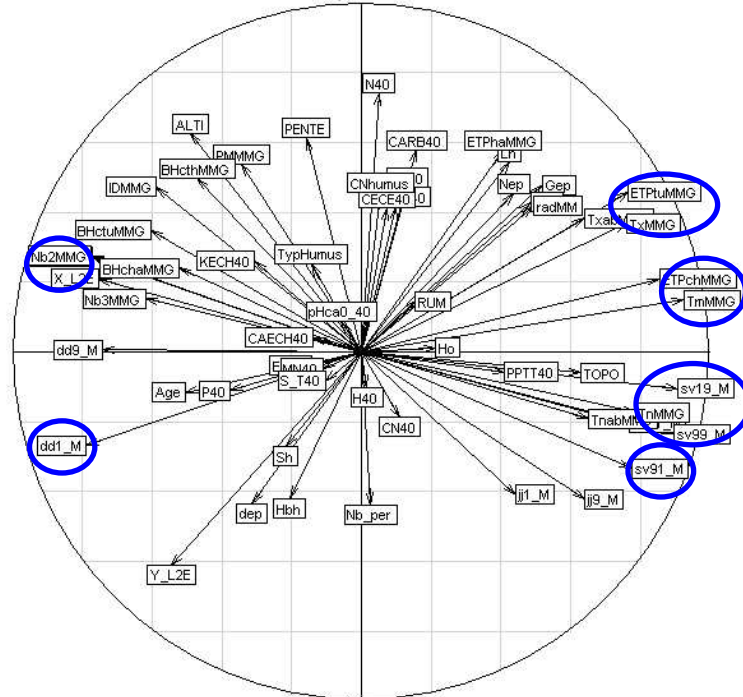 N40
ALTI
PENTE
CARB40
ETPhaMMG
Ln
PMMMG
BHcthMMG
IDMMG
CNhumus
CECE40
Nep
Gep
radMM
ETPtuMMG
TxMMG
BHctuMMG
Nb2MMG
X_L2E
BHchaMMG
KECH40
TypHumus
ETPchMMG
TmMMG
Nb3MMG
RUM
pHca0_40
CAECH40
Ho
dd9_M
MN40
S_T40
PPTT40
TOPO
Age
P40
sv19_M
H40
TnMMG
TnabMM
CN40
sv99_M
dd1_M
Sh
sv91_M
jj1_M
jj9_M
dep
Hbh
Nb_per
Y_L2E